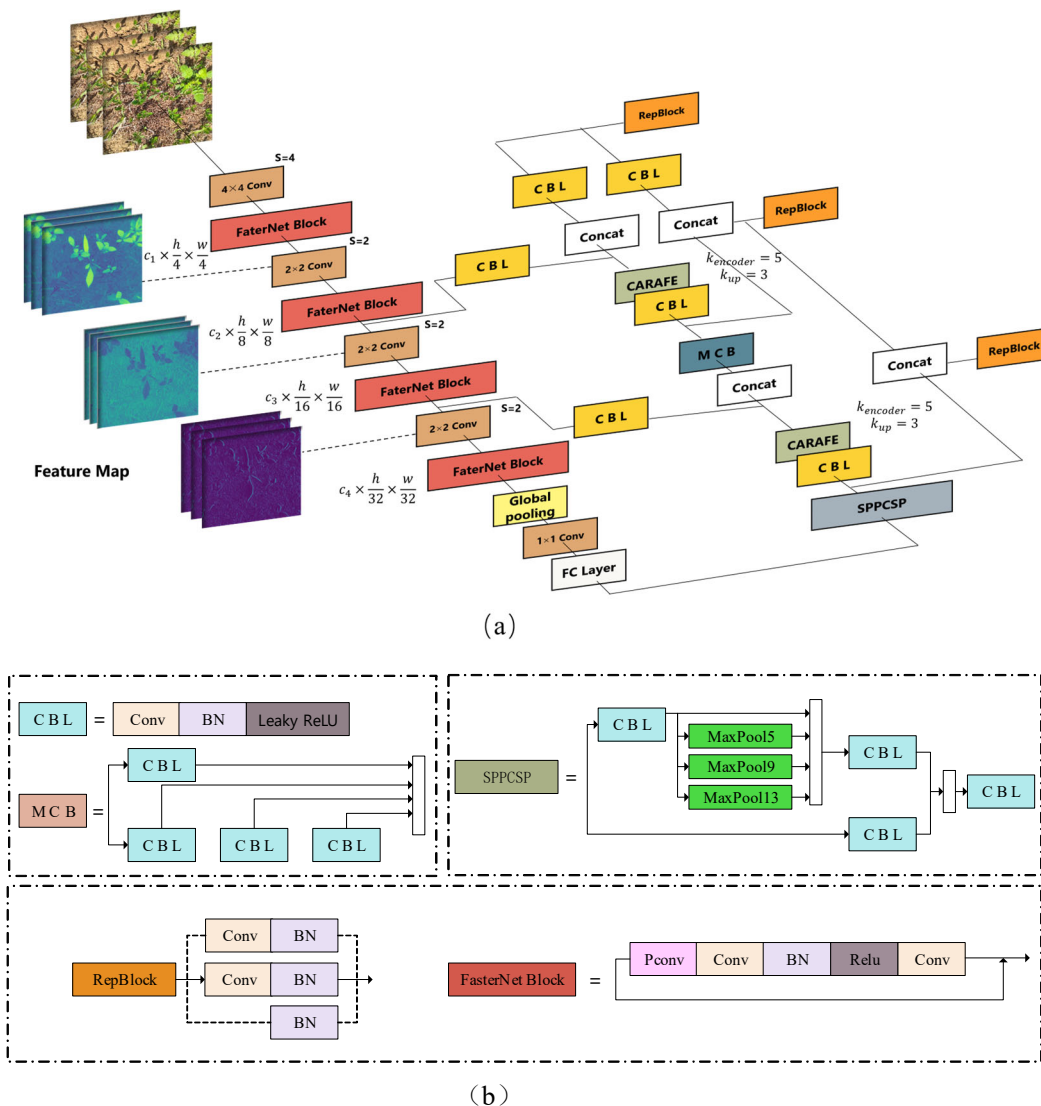 S=4
4×4 Conv
FaterNet Block
c₁ × h/4 × w/4
S=2
2×2 Conv
FaterNet Block
c₂ × h/8 × w/8
S=2
2×2 Conv
FaterNet Block
c₃ × h/16 × w/16
S=2
2×2 Conv
FaterNet Block
c₄ × h/32 × w/32
Feature Map
Global
pooling
1×1 Conv
FC Layer
RepBlock
C B L
C B L
Concat
Concat
RepBlock
C B L
CARAFE
C B L
k_encoder = 5
k_up = 3
M C B
Concat
Concat
RepBlock
C B L
k_encoder = 5
k_up = 3
CARAFE
C B L
SPPCSP
(a)
C B L = Conv BN Leaky ReLU
M C B =
C B L
C B L
C B L
C B L
SPPCSP =
C B L
MaxPool5
MaxPool9
MaxPool13
C B L
C B L
C B L
RepBlock
Conv BN
Conv BN
BN
FasterNet Block = Pconv Conv BN Relu Conv
(b)